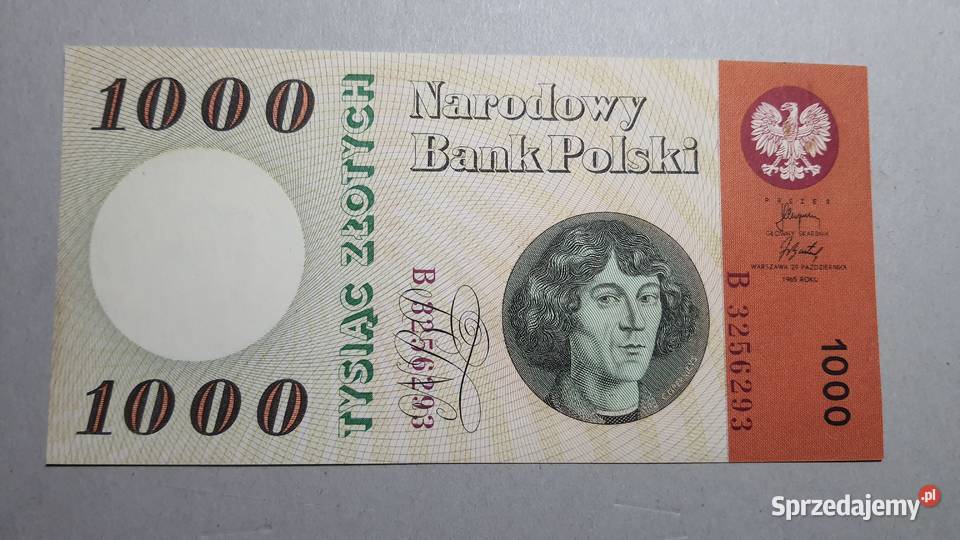 1000
TYSIĄC ZŁOTYCH
1000
Narodowy
Bank Polski
B 3256293
PREZES
GŁÓWNY SKARBNIK
WARSZAWA 29 PAŹDZIERNIKA
1965 ROKU
B 3256293
1000
Sprzedajemy.pl